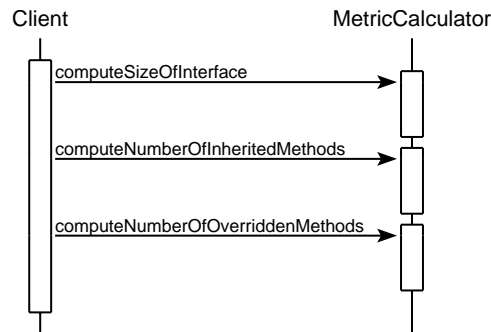 Client
MetricCalculator
computeSizeOfInterface
computeNumberOfInheritedMethods
computeNumberOfOverriddenMethods